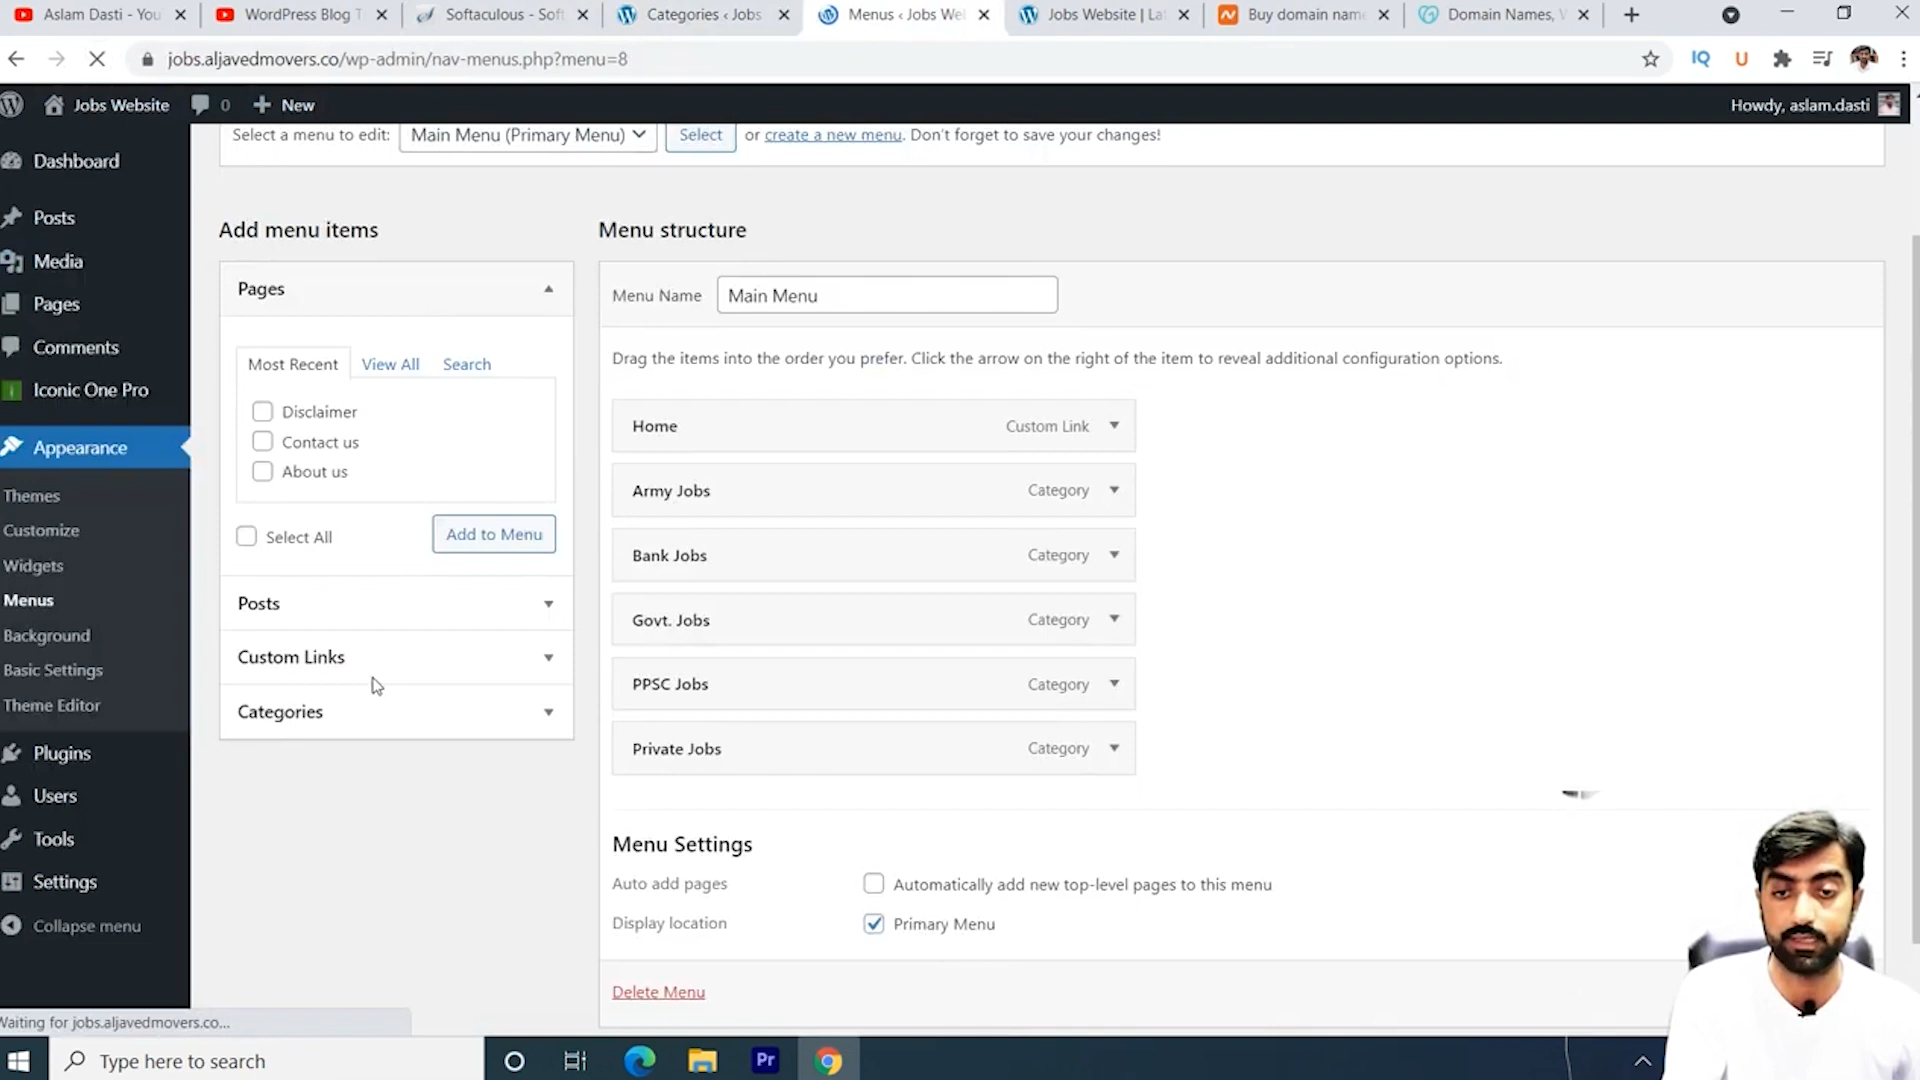 Aslam Dasti - You
WordPress Blog T
Softaculous - Soft
Categories ‹ Jobs
Menus ‹ Jobs We
Jobs Website | La
Buy domain name
Domain Names, W
jobs.aljavedmovers.co/wp-admin/nav-menus.php?menu=8
IQ
U
Jobs Website
0
+ New
Howdy, aslam.dasti
Dashboard
Posts
Media
Pages
Comments
Iconic One Pro
Appearance
Themes
Customize
Widgets
Menus
Background
Basic Settings
Theme Editor
Plugins
Users
Tools
Settings
Collapse menu
Select a menu to edit: Main Menu (Primary Menu) Select or create a new menu. Don't forget to save your changes!
Add menu items
Pages
Most Recent View All Search
Disclaimer
Contact us
About us
Select All
Add to Menu
Posts
Custom Links
Categories
Menu structure
Menu Name Main Menu
Drag the items into the order you prefer. Click the arrow on the right of the item to reveal additional configuration options.
Home Custom Link
Army Jobs Category
Bank Jobs Category
Govt. Jobs Category
PPSC Jobs Category
Private Jobs Category
Menu Settings
Auto add pages Automatically add new top-level pages to this menu
Display location Primary Menu
Delete Menu
Waiting for jobs.aljavedmovers.co...
Type here to search
Pr